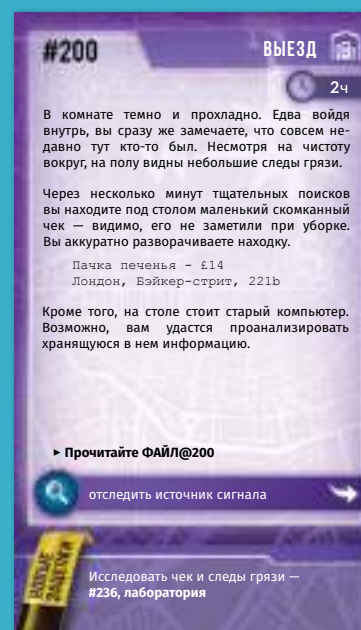 #200
ВЫЕЗД
2ч
В комнате темно и прохладно. Едва войдя
внутрь, вы сразу же замечаете, что совсем не-
давно тут кто-то был. Несмотря на чистоту
вокруг, на полу видны небольшие следы грязи.
Через несколько минут тщательных поисков
вы находите под столом маленький скомканный
чек — видимо, его не заметили при уборке.
Вы аккуратно разворачиваете находку.
Пачка печенья – £14
Лондон, Бэйкер-стрит, 221b
Кроме того, на столе стоит старый компьютер.
Возможно, вам удастся проанализировать
хранящуюся в нем информацию.
▸ Прочитайте ФАЙЛ@200
отследить источник сигнала
НОВЫЕ
ЗАЦЕПКИ
Исследовать чек и следы грязи —
#236, лаборатория